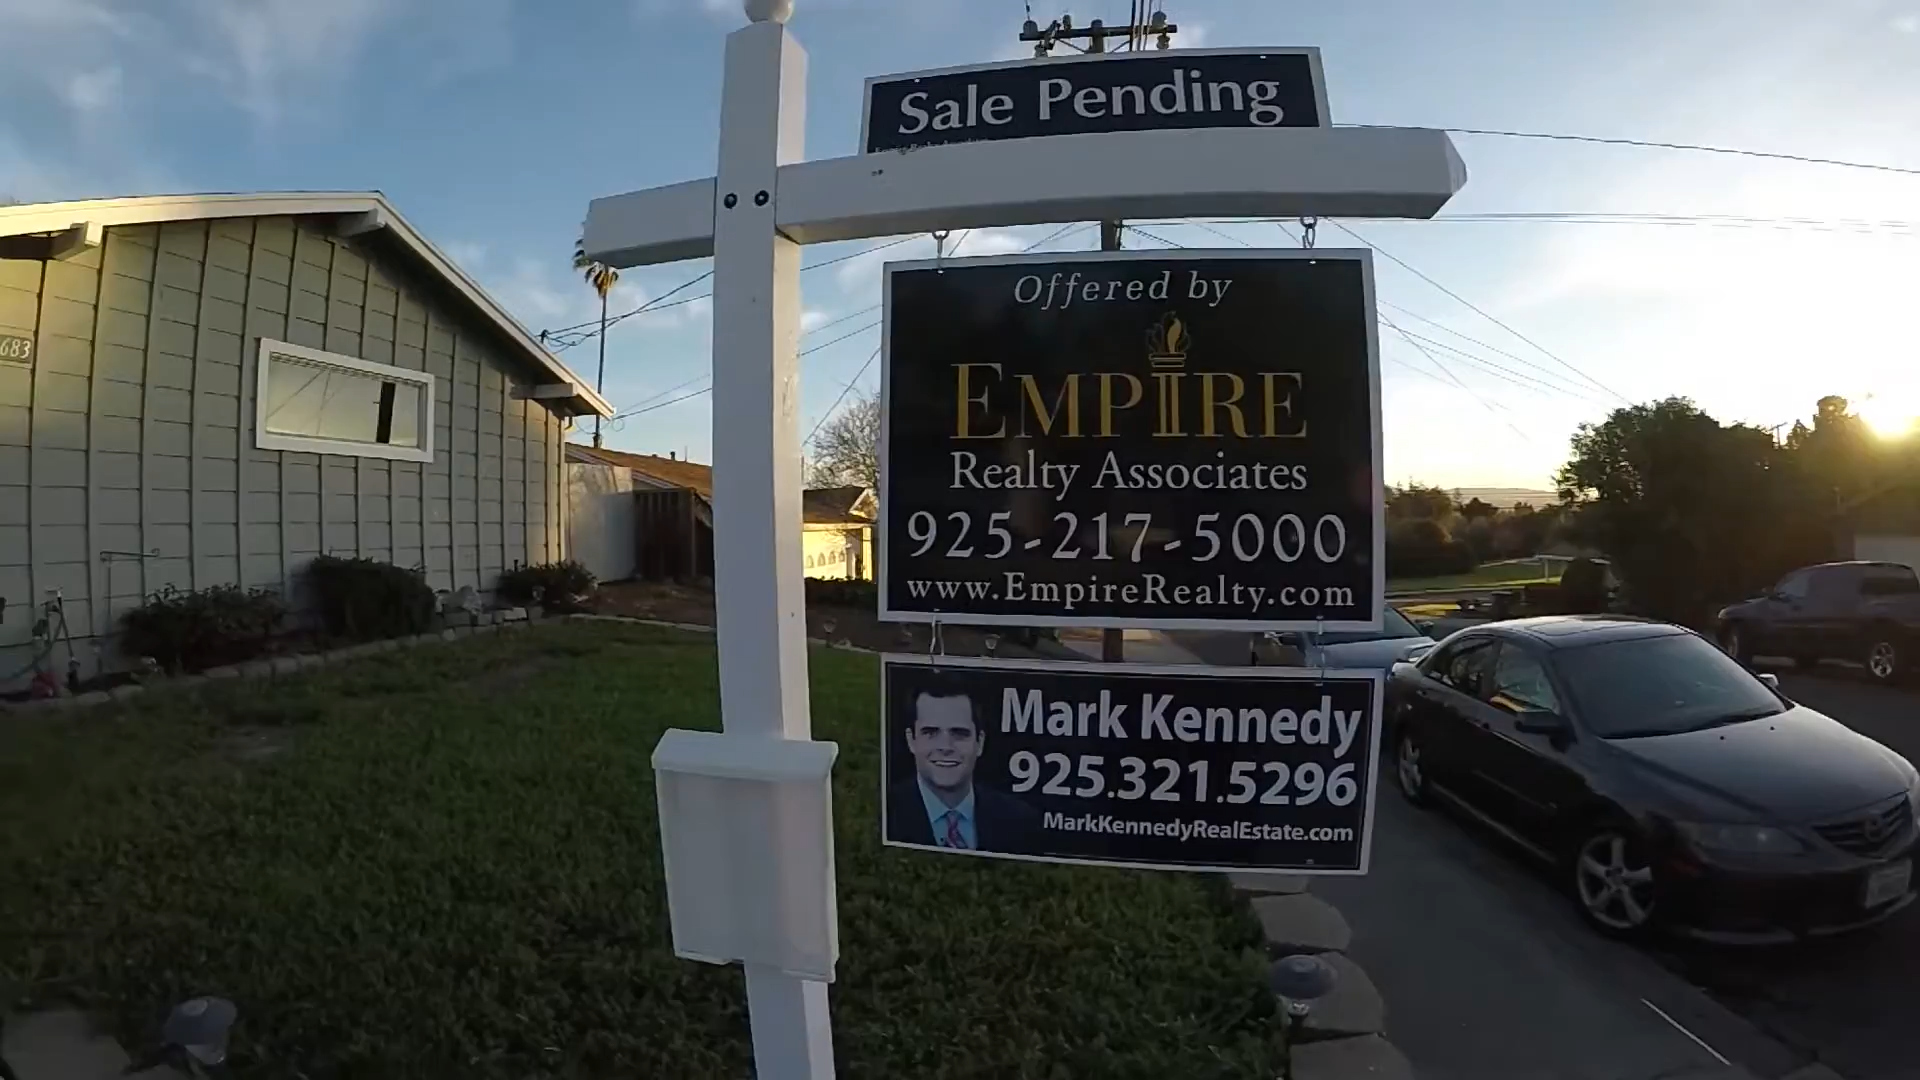 Sale Pending
683
Offered by
EMPIRE
Realty Associates
925-217-5000
www.EmpireRealty.com
Mark Kennedy
925.321.5296
MarkKennedyRealEstate.com